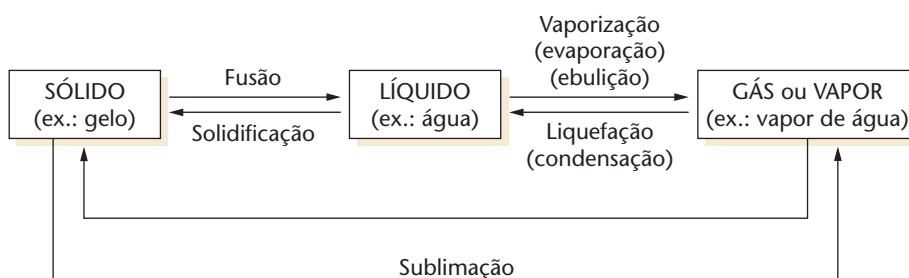 Vaporização
(evaporação)
(ebulição)
SÓLIDO
(ex.: gelo)
Fusão
Solidificação
LÍQUIDO
(ex.: água)
Liquefação
(condensação)
GÁS ou VAPOR
(ex.: vapor de água)
Sublimação